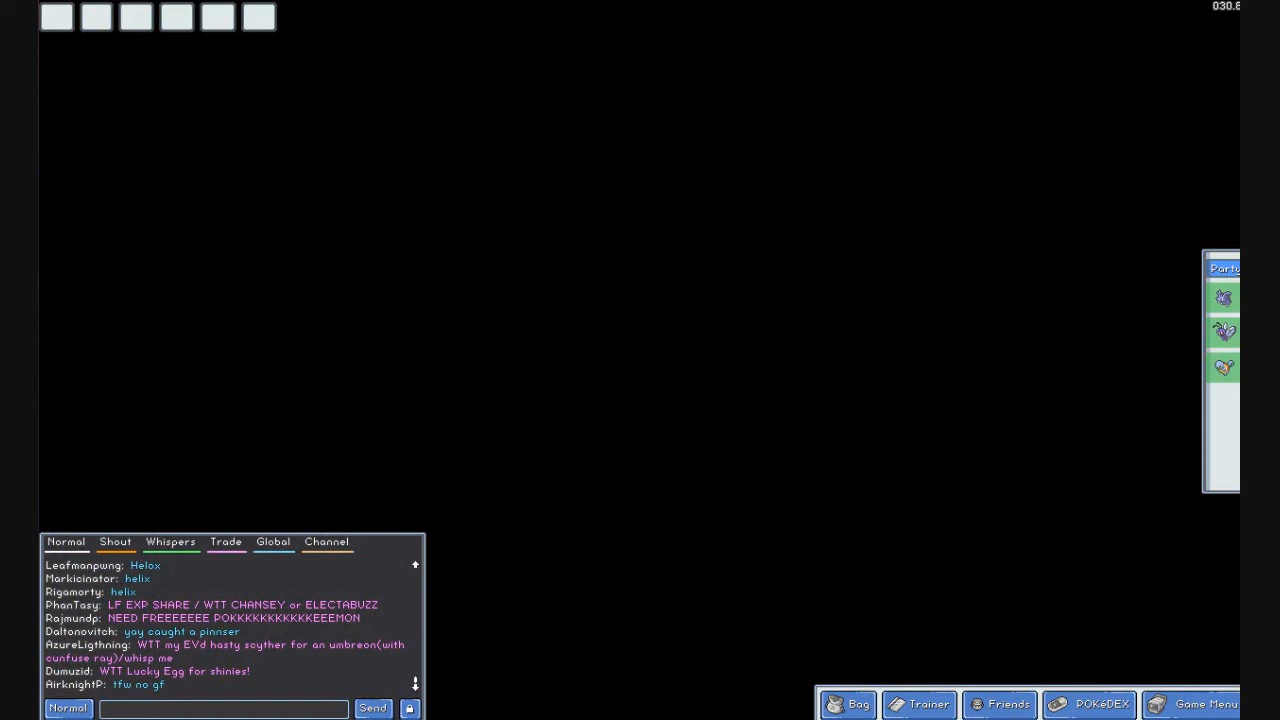 030.8
Party
Normal Shout Whispers Trade Global Channel
Leafmanpwng: Helox
Markicinator: helix
Rigamorty: helix
PhanTasy: LF EXP SHARE / WTT CHANSEY or ELECTABUZZ
Rajmundp: NEED FREEEEEEE POKKKKKKKKKKKEEEMON
Daltonovitch: yay caught a pinnser
AzureLigthning: WTT my EVd hasty scyther for an umbreon(with
cunfuse ray)/whisp me
Dumuzid: WTT Lucky Egg for shinies!
AirknightP: tfw no gf
Normal Send
Bag Trainer Friends POKéDEX Game Menu